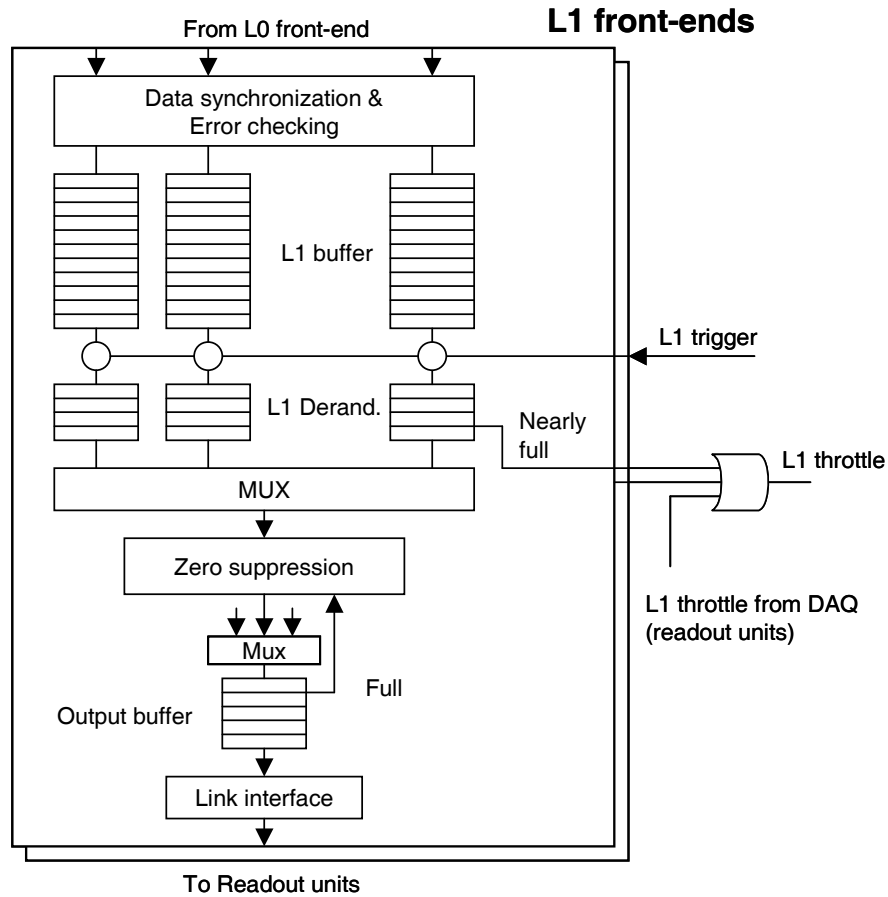 L1 front-ends
From L0 front-end
Data synchronization &
Error checking
L1 buffer
L1 trigger
L1 Derand.
Nearly
full
L1 throttle
MUX
Zero suppression
L1 throttle from DAQ
(readout units)
Mux
Full
Output buffer
Link interface
To Readout units